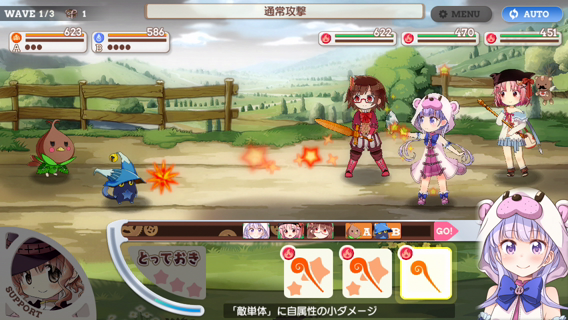 WAVE 1/3
1
通常攻撃
MENU
AUTO
623
A
586
B
622
470
451
A
B
GO!
とっておき
SUPPORT
「敵単体」に自属性の小ダメージ